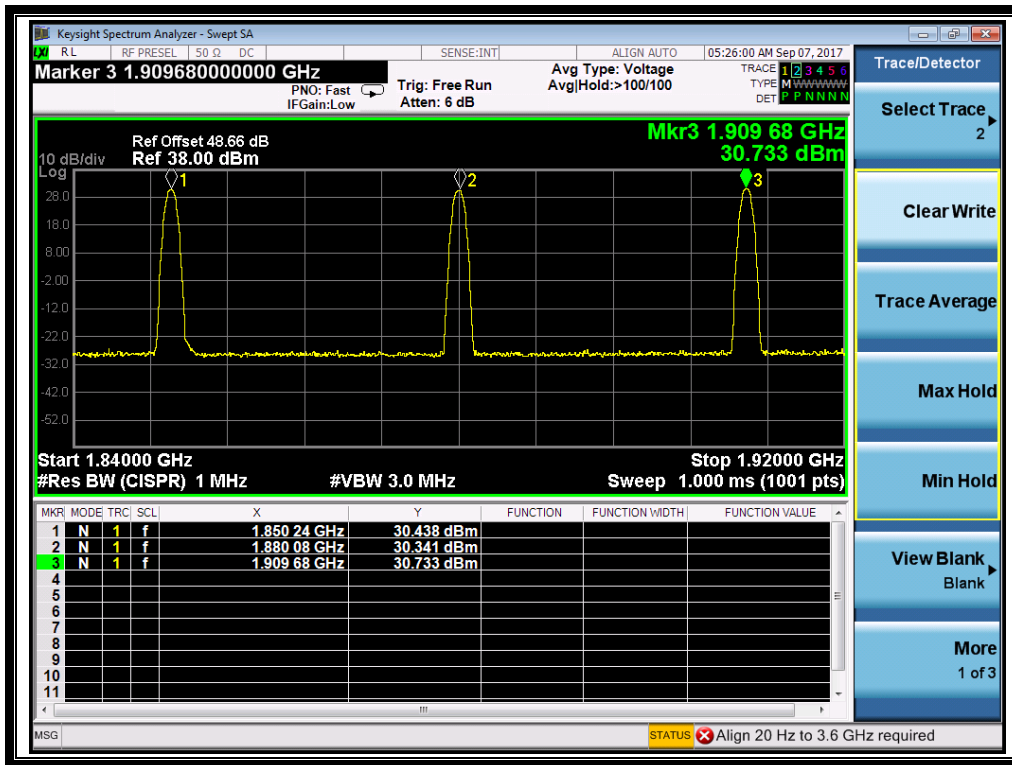 Keysight Spectrum Analyzer - Swept SA
LXI RL RF PRESEL 50 Ω DC SENSE:INT ALIGN AUTO 05:26:00 AM Sep 07, 2017
Marker 3 1.909680000000 GHz
PNO: Fast
IFGain:Low
Trig: Free Run
Atten: 6 dB
Avg Type: Voltage
Avg|Hold:>100/100
TRACE 1 2 3 4 5 6
TYPE M W W W W W
DET P P N N N N
Mkr3 1.909 68 GHz
30.733 dBm
Ref Offset 48.66 dB
10 dB/div Ref 38.00 dBm
Log
1 2 3
28.0
18.0
8.00
-2.00
-12.0
-22.0
-32.0
-42.0
-52.0
Start 1.84000 GHz Stop 1.92000 GHz
#Res BW (CISPR) 1 MHz #VBW 3.0 MHz Sweep 1.000 ms (1001 pts)
MKR MODE TRC SCL X Y FUNCTION FUNCTION WIDTH FUNCTION VALUE
1 N 1 f 1.850 24 GHz 30.438 dBm
2 N 1 f 1.880 08 GHz 30.341 dBm
3 N 1 f 1.909 68 GHz 30.733 dBm
4
5
6
7
8
9
10
11
MSG STATUS Align 20 Hz to 3.6 GHz required
Trace/Detector
Select Trace
2
Clear Write
Trace Average
Max Hold
Min Hold
View Blank
Blank
More
1 of 3